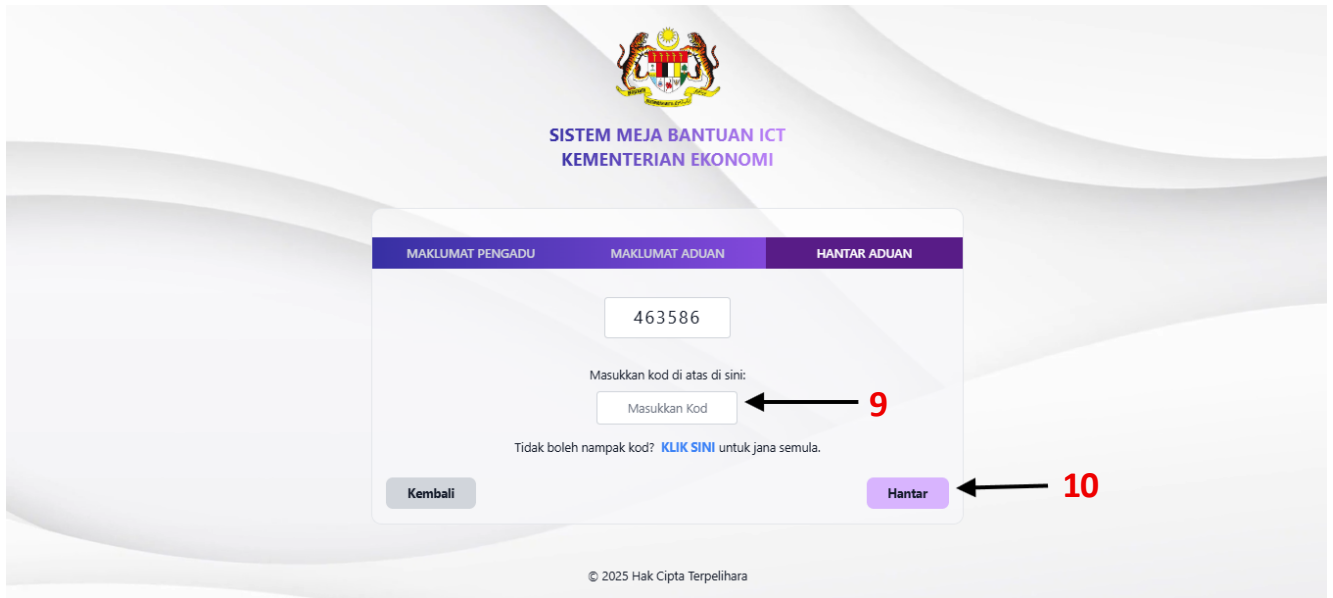 SISTEM MEJA BANTUAN ICT
KEMENTERIAN EKONOMI
MAKLUMAT PENGADU MAKLUMAT ADUAN HANTAR ADUAN
463586
Masukkan kod di atas di sini:
Masukkan Kod 9
Tidak boleh nampak kod? KLIK SINI untuk jana semula.
Kembali Hantar 10
© 2025 Hak Cipta Terpelihara